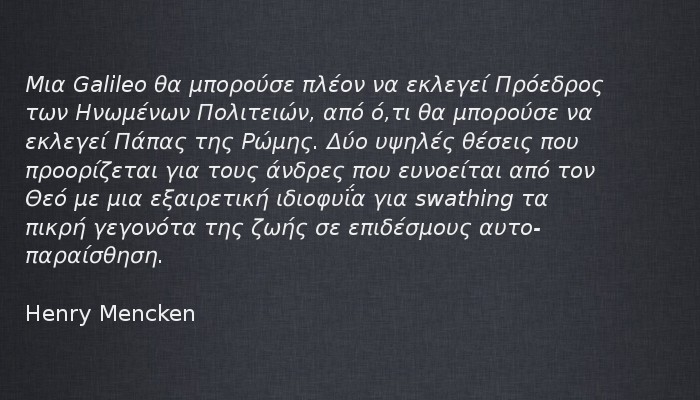 Μια Galileo θα μπορούσε πλέον να εκλεγεί Πρόεδρος
των Ηνωμένων Πολιτειών, από ό,τι θα μπορούσε να
εκλεγεί Πάπας της Ρώμης. Δύο υψηλές θέσεις που
προορίζεται για τους άνδρες που ευνοείται από τον
Θεό με μια εξαιρετική ιδιοφυΐα για swathing τα
πικρή γεγονότα της ζωής σε επιδέσμους αυτο-
παραίσθηση.
Henry Mencken